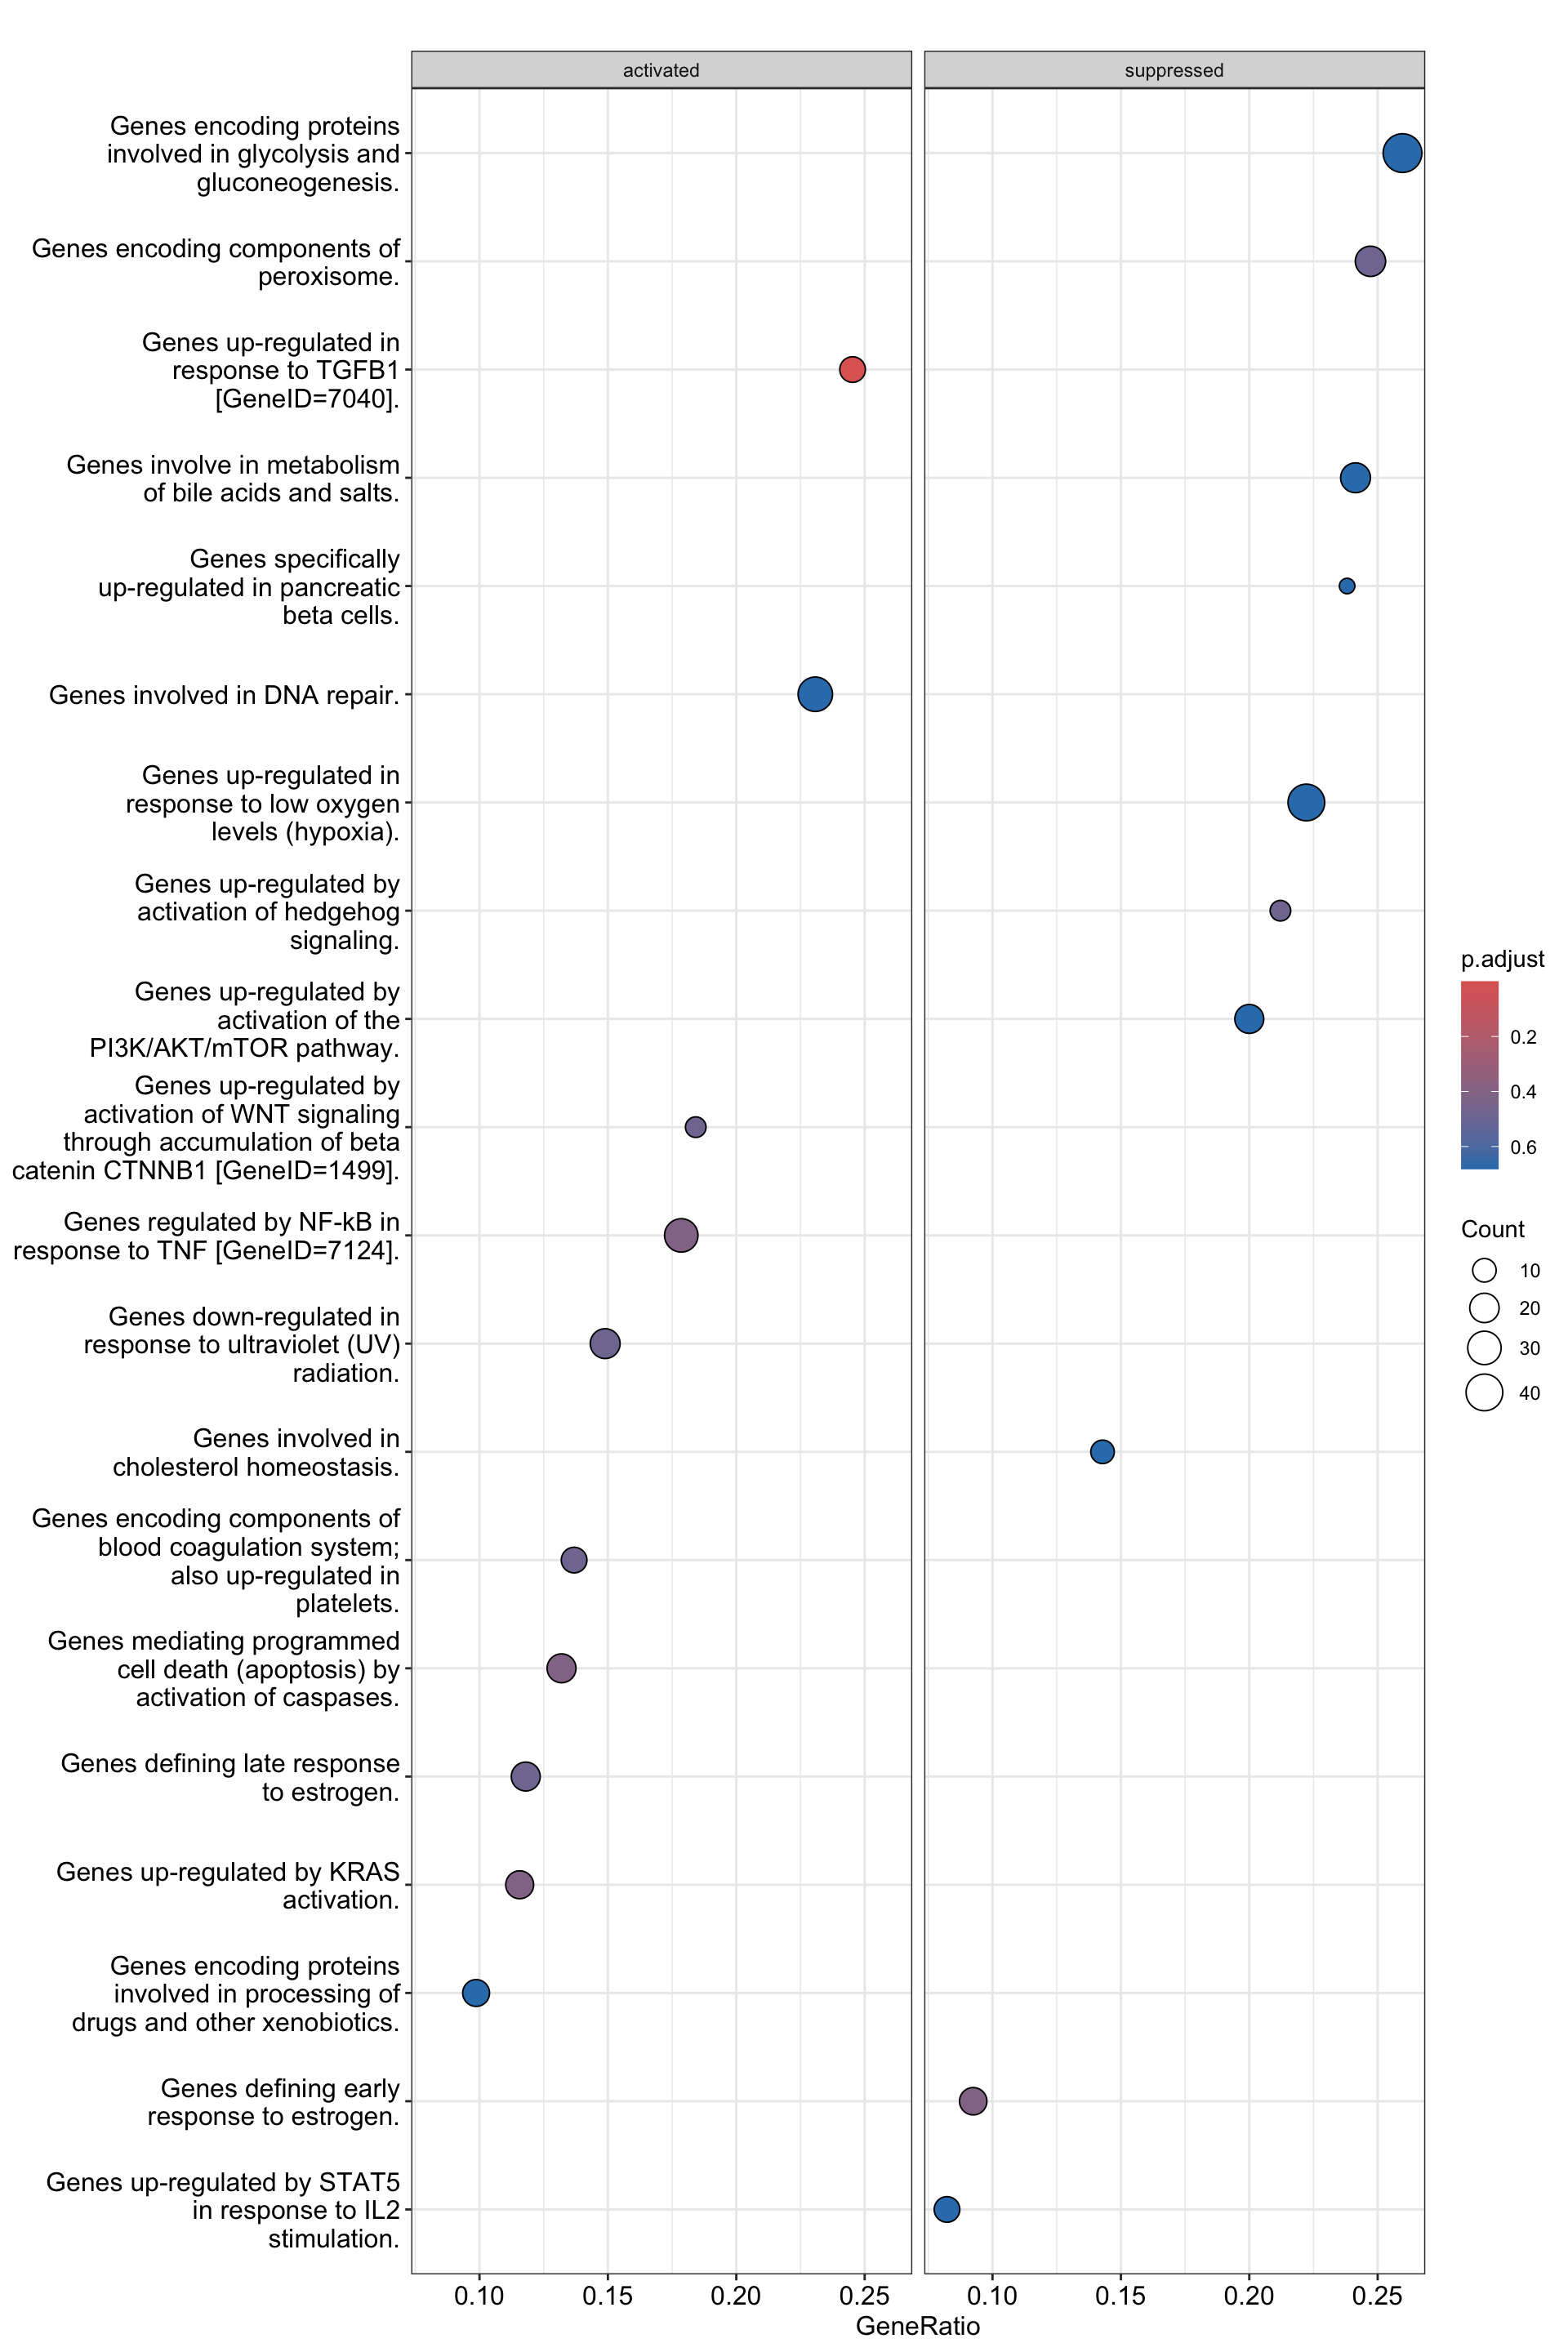 activated
suppressed
Genes encoding proteins
involved in glycolysis and
gluconeogenesis.
Genes encoding components of
peroxisome.
Genes up-regulated in
response to TGFB1
[GeneID=7040].
Genes involve in metabolism
of bile acids and salts.
Genes specifically
up-regulated in pancreatic
beta cells.
Genes involved in DNA repair.
Genes up-regulated in
response to low oxygen
levels (hypoxia).
Genes up-regulated by
activation of hedgehog
signaling.
Genes up-regulated by
activation of the
PI3K/AKT/mTOR pathway.
Genes up-regulated by
activation of WNT signaling
through accumulation of beta
catenin CTNNB1 [GeneID=1499].
Genes regulated by NF-kB in
response to TNF [GeneID=7124].
Genes down-regulated in
response to ultraviolet (UV)
radiation.
Genes involved in
cholesterol homeostasis.
Genes encoding components of
blood coagulation system;
also up-regulated in
platelets.
Genes mediating programmed
cell death (apoptosis) by
activation of caspases.
Genes defining late response
to estrogen.
Genes up-regulated by KRAS
activation.
Genes encoding proteins
involved in processing of
drugs and other xenobiotics.
Genes defining early
response to estrogen.
Genes up-regulated by STAT5
in response to IL2
stimulation.
0.10 0.15 0.20 0.25
0.10 0.15 0.20 0.25
GeneRatio
p.adjust
0.2
0.4
0.6
Count
10
20
30
40